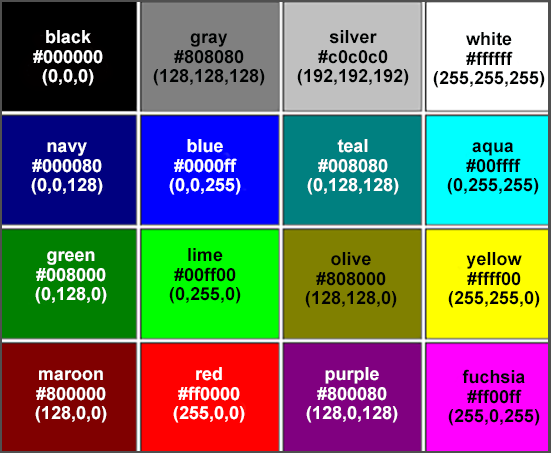 black
#000000
(0,0,0)
gray
#808080
(128,128,128)
silver
#c0c0c0
(192,192,192)
white
#ffffff
(255,255,255)
navy
#000080
(0,0,128)
blue
#0000ff
(0,0,255)
teal
#008080
(0,128,128)
aqua
#00ffff
(0,255,255)
green
#008000
(0,128,0)
lime
#00ff00
(0,255,0)
olive
#808000
(128,128,0)
yellow
#ffff00
(255,255,0)
maroon
#800000
(128,0,0)
red
#ff0000
(255,0,0)
purple
#800080
(128,0,128)
fuchsia
#ff00ff
(255,0,255)